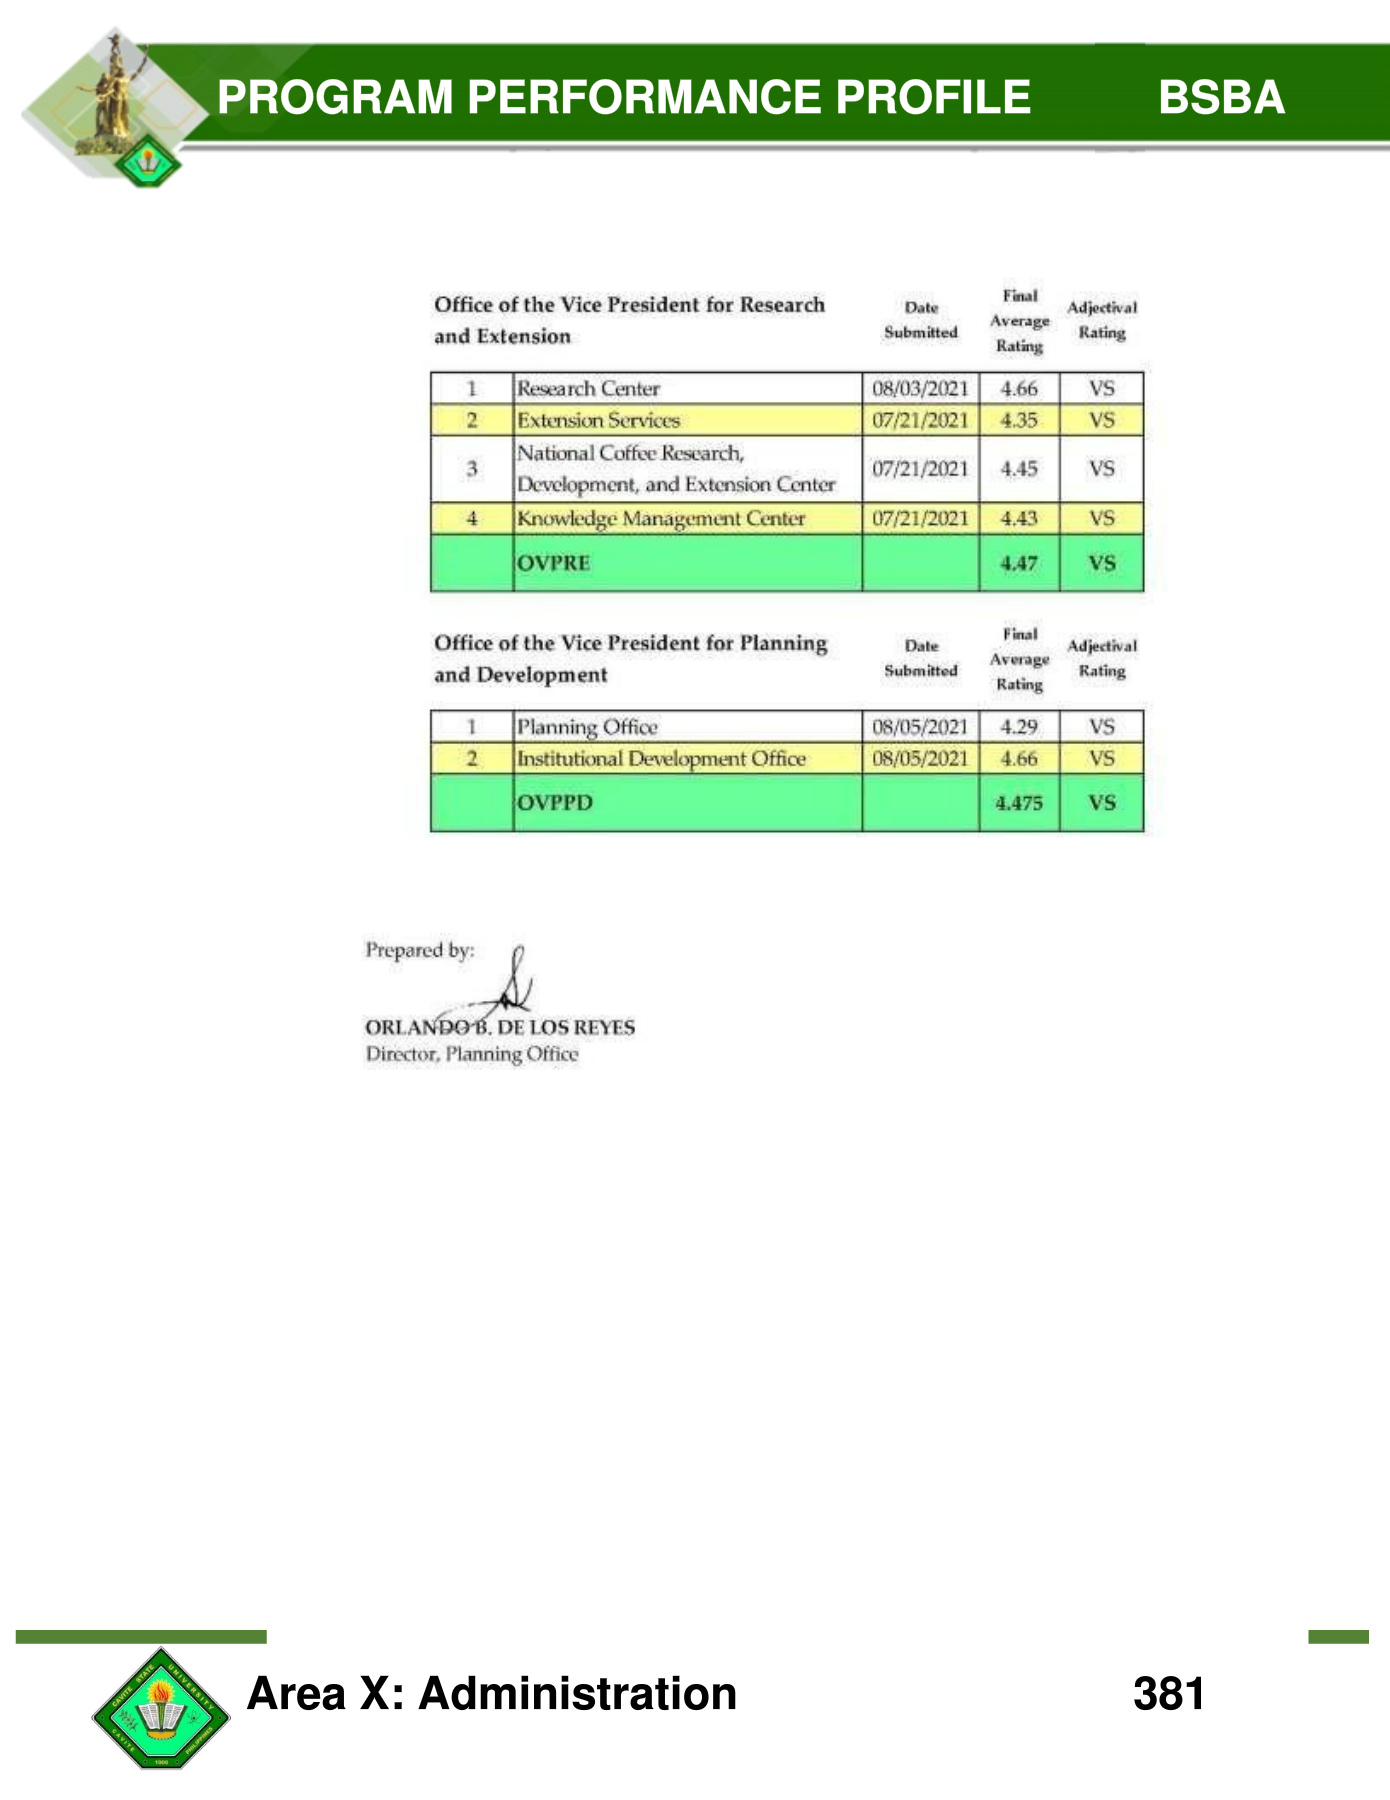 PROGRAM PERFORMANCE PROFILE BSBA
Office of the Vice President for Research and Extension Date Submitted Final Average Rating Adjectival Rating
1 Research Center 08/03/2021 4.66 VS
2 Extension Services 07/21/2021 4.35 VS
3 National Coffee Research, Development, and Extension Center 07/21/2021 4.45 VS
4 Knowledge Management Center 07/21/2021 4.43 VS
OVPRE 4.47 VS
Office of the Vice President for Planning and Development Date Submitted Final Average Rating Adjectival Rating
1 Planning Office 08/05/2021 4.29 VS
2 Institutional Development Office 08/05/2021 4.66 VS
OVPPD 4.475 VS
Prepared by:
ORLANDO B. DE LOS REYES
Director, Planning Office
CAVITE STATE UNIVERSITY
CAVITE PHILIPPINES
1906
Area X: Administration 381